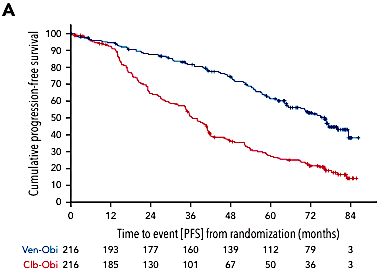 A
Cumulative progression-free survival
100
90
80
70
60
50
40
30
20
10
0
0 12 24 36 48 60 72 84
Time to event [PFS] from randomization (months)
Ven-Obi 216 193 177 160 139 112 79 3
Clb-Obi 216 185 130 101 67 50 36 3